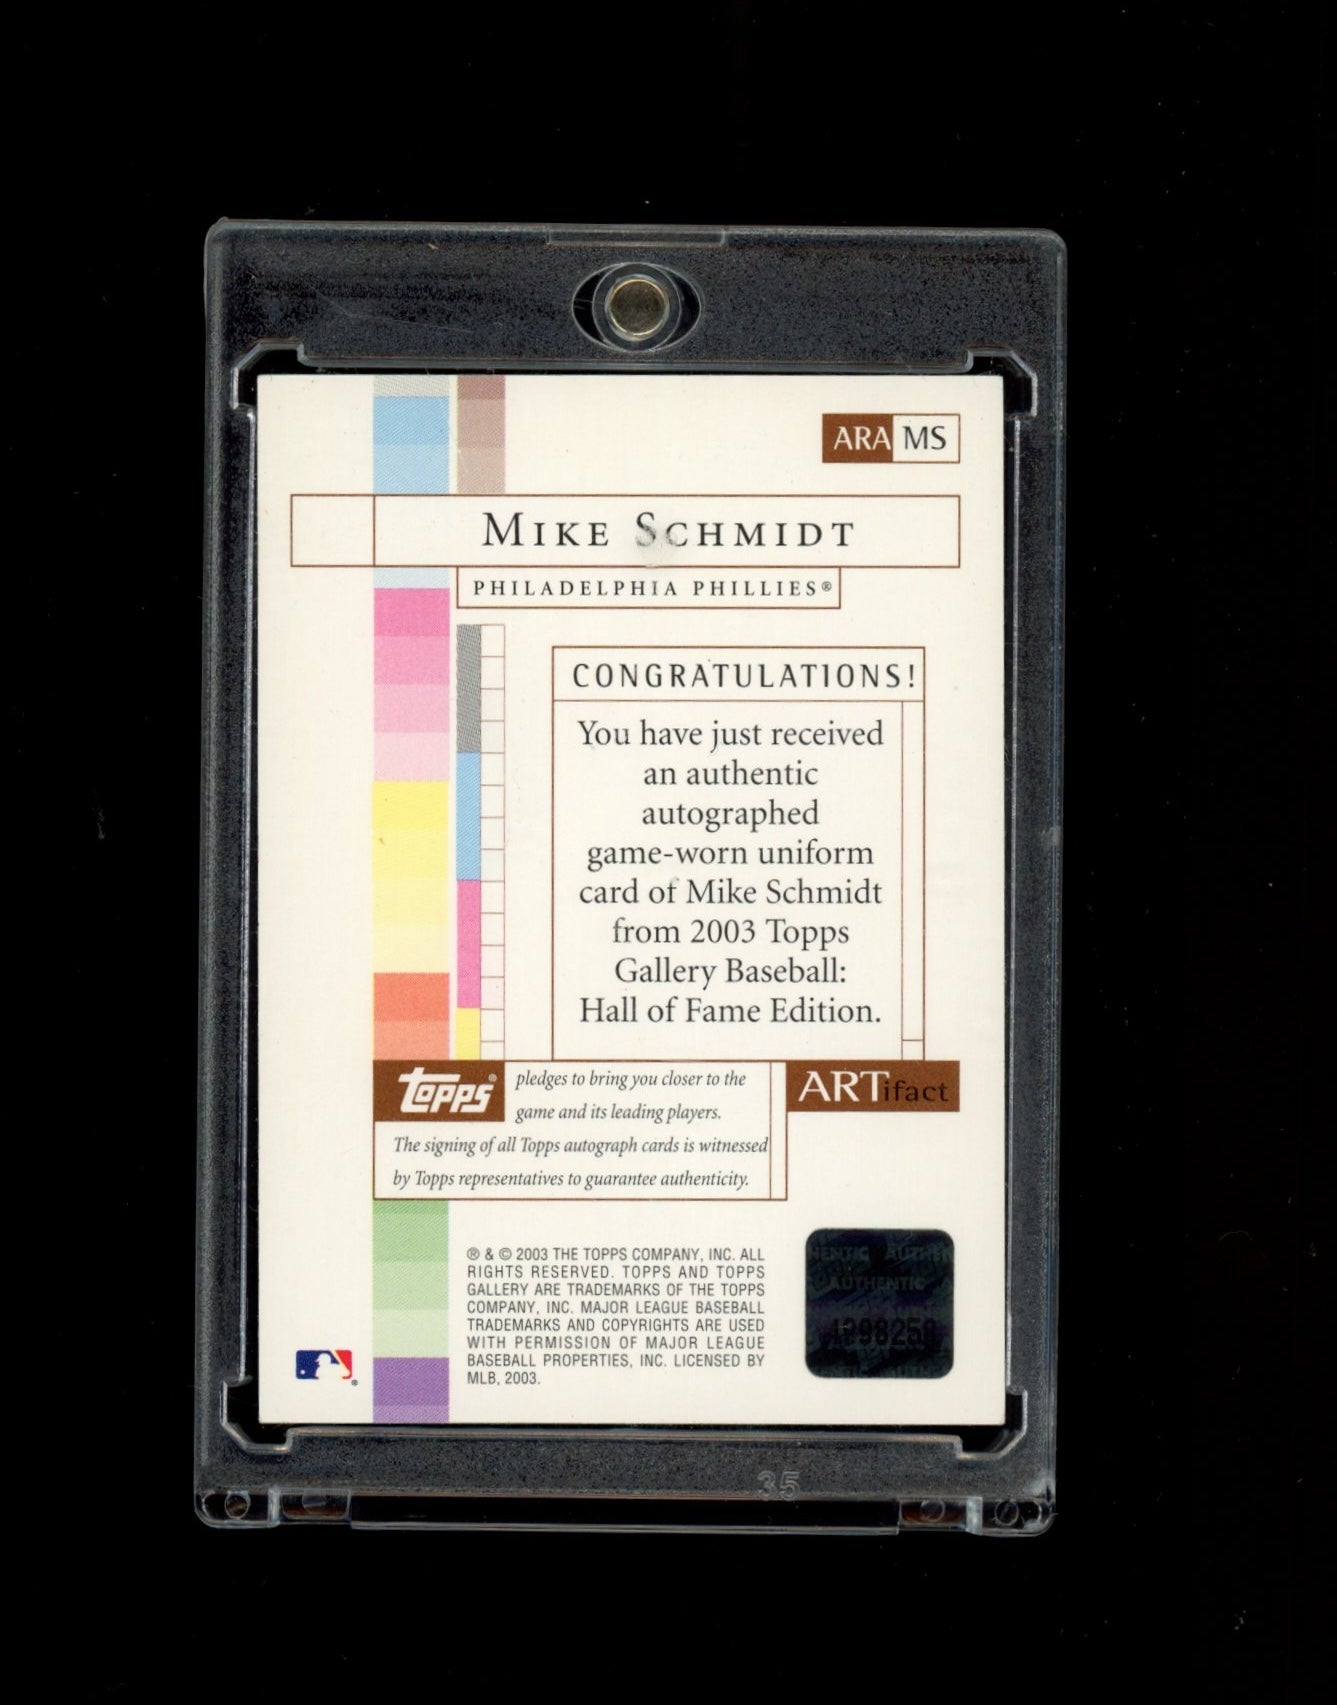 ARA MS
MIKE SCHMIDT
PHILADELPHIA PHILLIES®
CONGRATULATIONS!
You have just received
an authentic
autographed
game-worn uniform
card of Mike Schmidt
from 2003 Topps
Gallery Baseball:
Hall of Fame Edition.
topps® pledges to bring you closer to the
game and its leading players.
The signing of all Topps autograph cards is witnessed
by Topps representatives to guarantee authenticity.
ARTifact
® & © 2003 THE TOPPS COMPANY, INC. ALL
RIGHTS RESERVED. TOPPS AND TOPPS
GALLERY ARE TRADEMARKS OF THE TOPPS
COMPANY, INC. MAJOR LEAGUE BASEBALL
TRADEMARKS AND COPYRIGHTS ARE USED
WITH PERMISSION OF MAJOR LEAGUE
BASEBALL PROPERTIES, INC. LICENSED BY
MLB, 2003.
AUTHENTIC
®
35